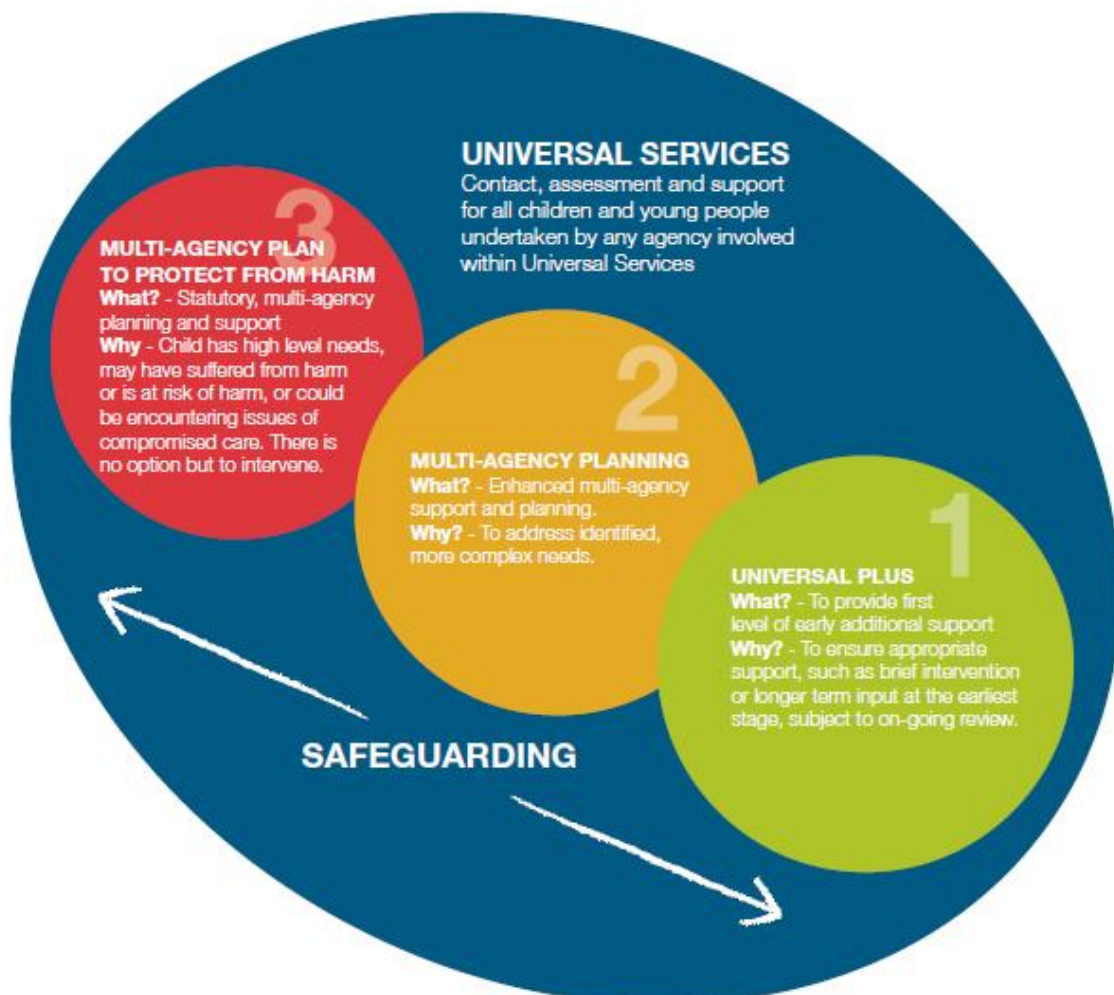 UNIVERSAL SERVICES
Contact, assessment and support
for all children and young people
undertaken by any agency involved
within Universal Services
3
MULTI-AGENCY PLAN
TO PROTECT FROM HARM
What? - Statutory, multi-agency
planning and support
Why - Child has high level needs,
may have suffered from harm
or is at risk of harm, or could
be encountering issues of
compromised care. There is
no option but to intervene.
2
MULTI-AGENCY PLANNING
What? - Enhanced multi-agency
support and planning.
Why? - To address identified,
more complex needs.
1
UNIVERSAL PLUS
What? - To provide first
level of early additional support
Why? - To ensure appropriate
support, such as brief intervention
or longer term input at the earliest
stage, subject to on-going review.
SAFEGUARDING